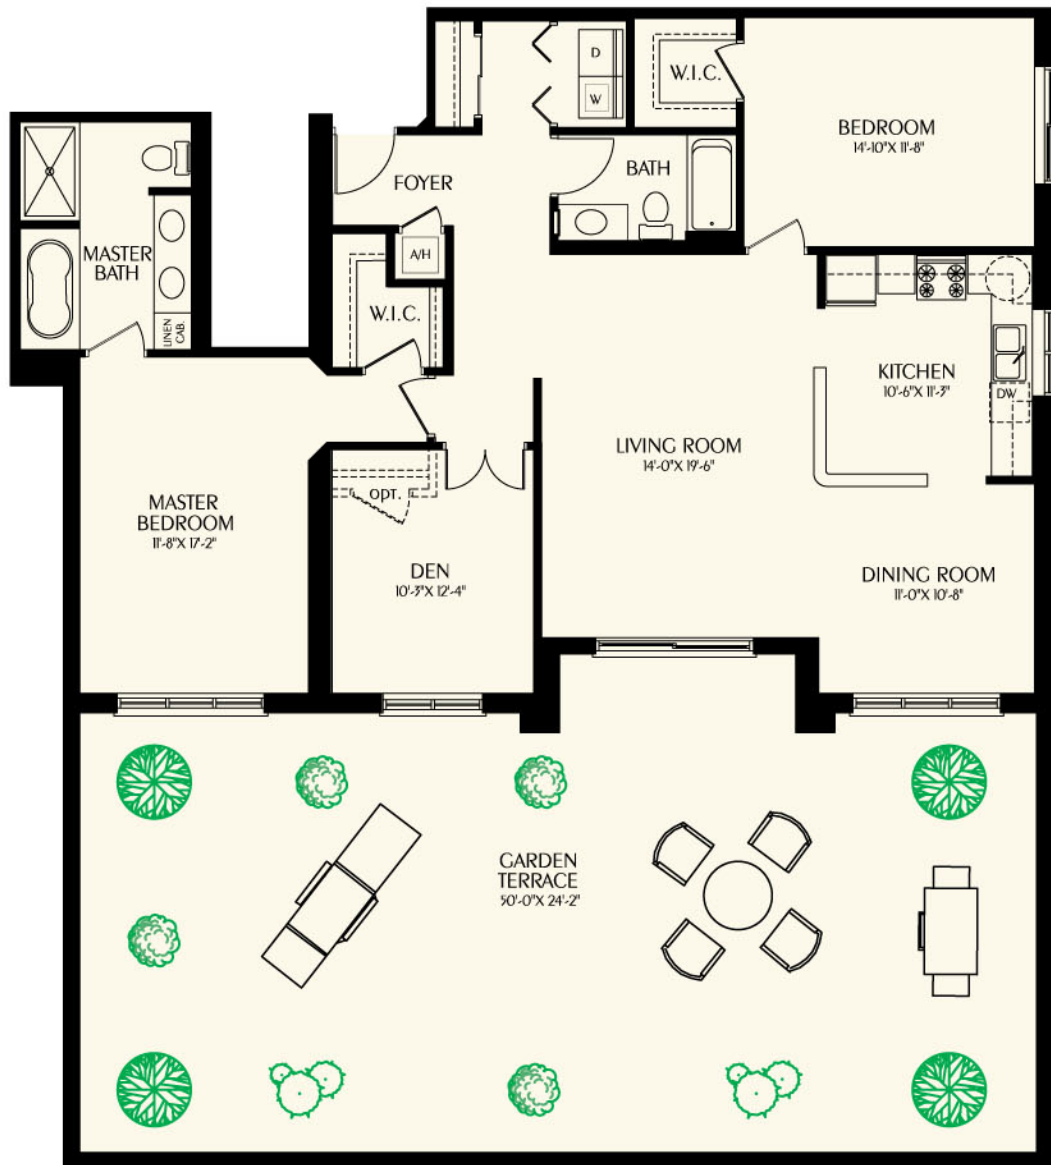 D
W
W.I.C.
BEDROOM
14'-10"X 11'-8"
BATH
FOYER
A/H
MASTER
BATH
LINEN
CAB.
W.I.C.
KITCHEN
10'-6"X 11'-3"
DW
LIVING ROOM
14'-0"X 19'-6"
OPT.
MASTER
BEDROOM
11'-8"X 17'-2"
DEN
10'-3"X 12'-4"
DINING ROOM
11'-0"X 10'-8"
GARDEN
TERRACE
50'-0"X 24'-2"